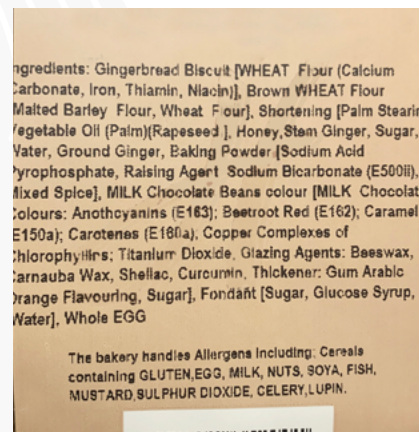 ngredients: Gingerbread Biscuit [WHEAT Flour (Calcium
Carbonate, Iron, Thiamin, Niacin)], Brown WHEAT Flour
Malted Barley Flour, Wheat F our], Shortening [Palm Stearin
Vegetable Oil (Palm)(Rapeseed ], Honey,Stem Ginger, Sugar,
Water, Ground Ginger, Baking Powder [Sodium Acid
Pyrophosphate, Raising Agent Sodium Bicarbonate (E500ii),
Mixed Spice], MILK Chocolate Beans colour [MILK Chocolat
Colours: Anothcyanins (E163); Beetroot Red (E162); Caramel
E150a); Carotenes (E160a); Copper Complexes of
Chlorophyllirs; Titanium Dioxide, Glazing Agents: Beeswax,
Carnauba Wax, Shellac, Curcumin, Thickener: Gum Arabic
Orange Flavouring, Sugar], Fondant [Sugar, Glucose Syrup,
Water], Whole EGG
The bakery handles Allergens including: Cereals
containing GLUTEN,EGG, MILK, NUTS, SOYA, FISH,
MUSTARD,SULPHUR DIOXIDE, CELERY,LUPIN.